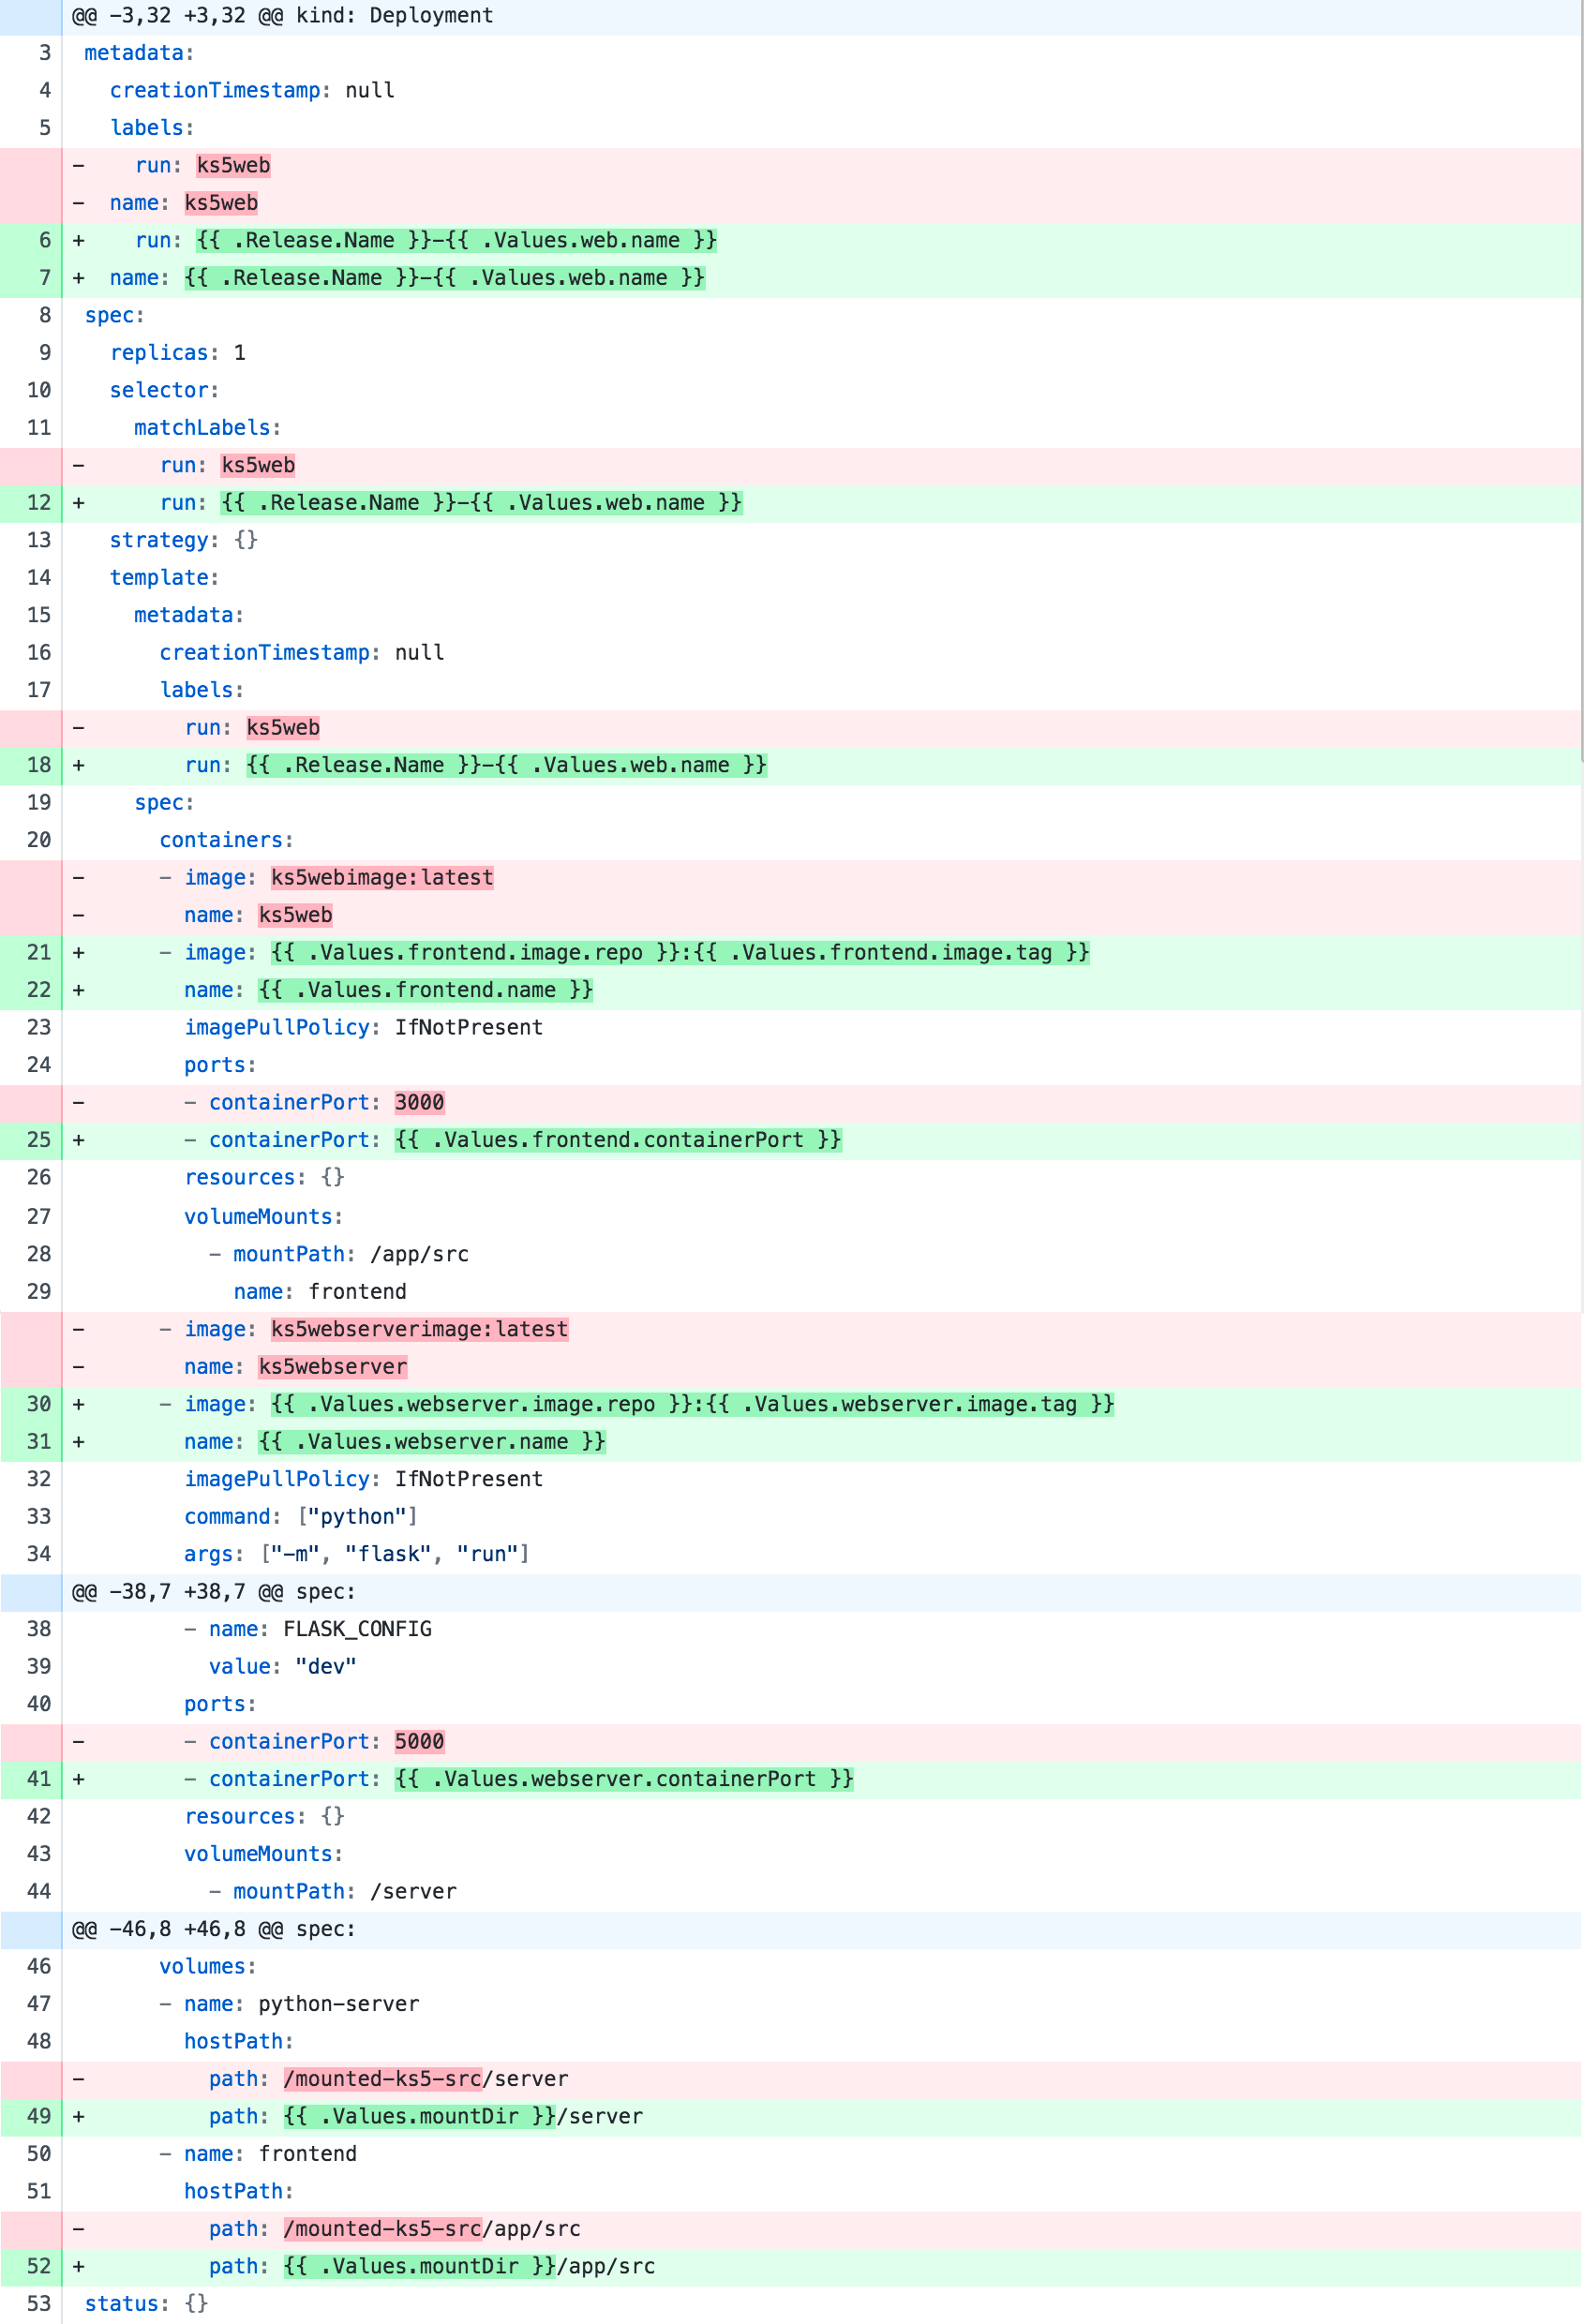 @@ -3,32 +3,32 @@ kind: Deployment
3 metadata:
4 creationTimestamp: null
5 labels:
- run: ks5web
- name: ks5web
6 + run: {{ .Release.Name }}-{{ .Values.web.name }}
7 + name: {{ .Release.Name }}-{{ .Values.web.name }}
8 spec:
9 replicas: 1
10 selector:
11 matchLabels:
- run: ks5web
12 + run: {{ .Release.Name }}-{{ .Values.web.name }}
13 strategy: {}
14 template:
15 metadata:
16 creationTimestamp: null
17 labels:
- run: ks5web
18 + run: {{ .Release.Name }}-{{ .Values.web.name }}
19 spec:
20 containers:
- - image: ks5webimage:latest
- name: ks5web
21 + - image: {{ .Values.frontend.image.repo }}:{{ .Values.frontend.image.tag }}
22 + name: {{ .Values.frontend.name }}
23 imagePullPolicy: IfNotPresent
24 ports:
- - containerPort: 3000
25 + - containerPort: {{ .Values.frontend.containerPort }}
26 resources: {}
27 volumeMounts:
28 - mountPath: /app/src
29 name: frontend
- - image: ks5webserverimage:latest
- name: ks5webserver
30 + - image: {{ .Values.webserver.image.repo }}:{{ .Values.webserver.image.tag }}
31 + name: {{ .Values.webserver.name }}
32 imagePullPolicy: IfNotPresent
33 command: ["python"]
34 args: ["-m", "flask", "run"]
@@ -38,7 +38,7 @@ spec:
38 - name: FLASK_CONFIG
39 value: "dev"
40 ports:
- - containerPort: 5000
41 + - containerPort: {{ .Values.webserver.containerPort }}
42 resources: {}
43 volumeMounts:
44 - mountPath: /server
@@ -46,8 +46,8 @@ spec:
46 volumes:
47 - name: python-server
48 hostPath:
- path: /mounted-ks5-src/server
49 + path: {{ .Values.mountDir }}/server
50 - name: frontend
51 hostPath:
- path: /mounted-ks5-src/app/src
52 + path: {{ .Values.mountDir }}/app/src
53 status: {}